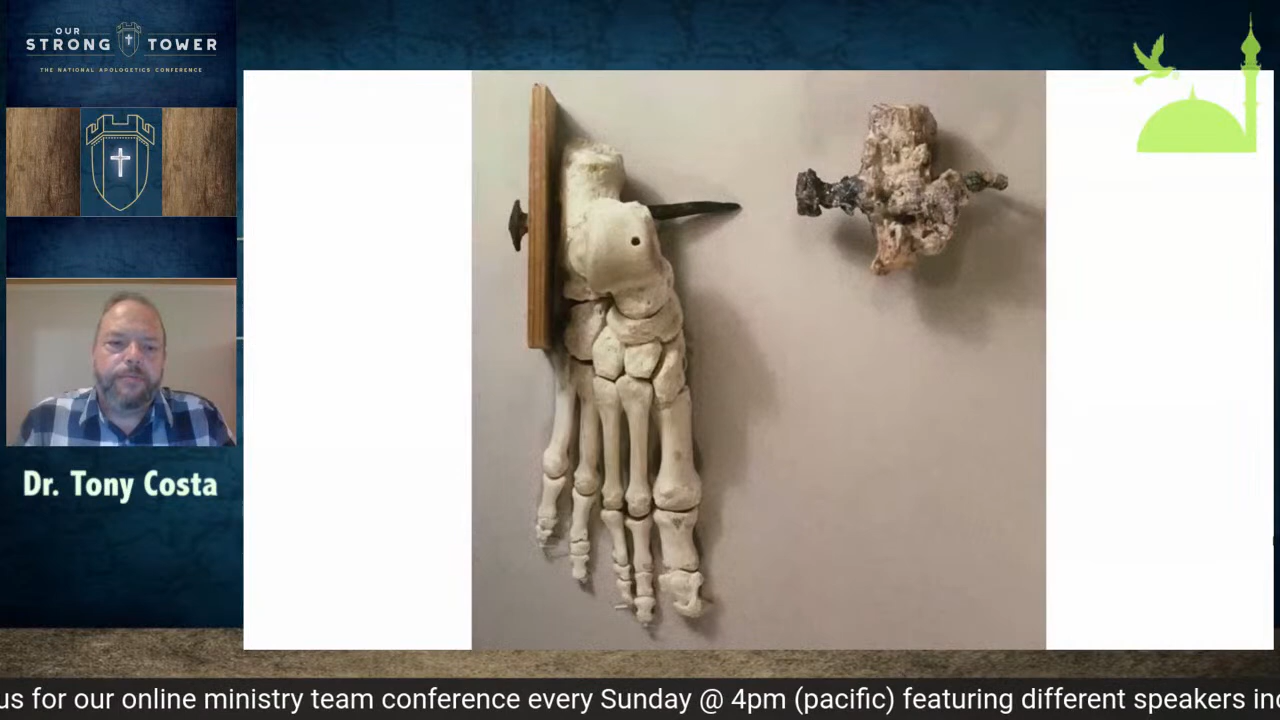 OUR
STRONG TOWER
THE NATIONAL APOLOGETICS CONFERENCE
Dr. Tony Costa
us for our online ministry team conference every Sunday @ 4pm (pacific) featuring different speakers in